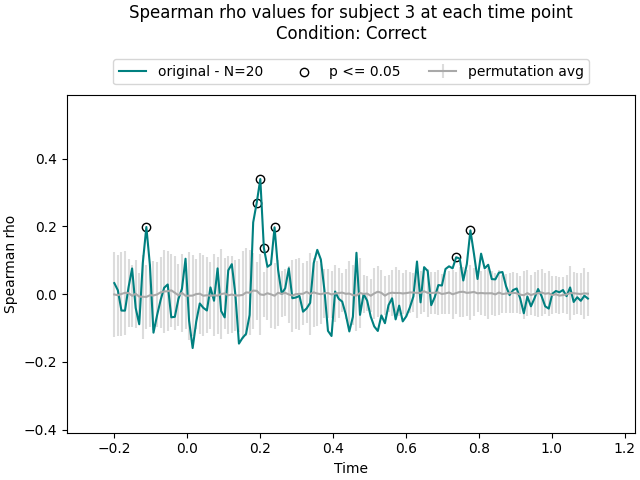 Spearman rho values for subject 3 at each time point
Condition: Correct
original - N=20
p <= 0.05
permutation avg
Spearman rho
0.4
0.2
0.0
−0.2
−0.4
−0.2
0.0
0.2
0.4
0.6
0.8
1.0
1.2
Time